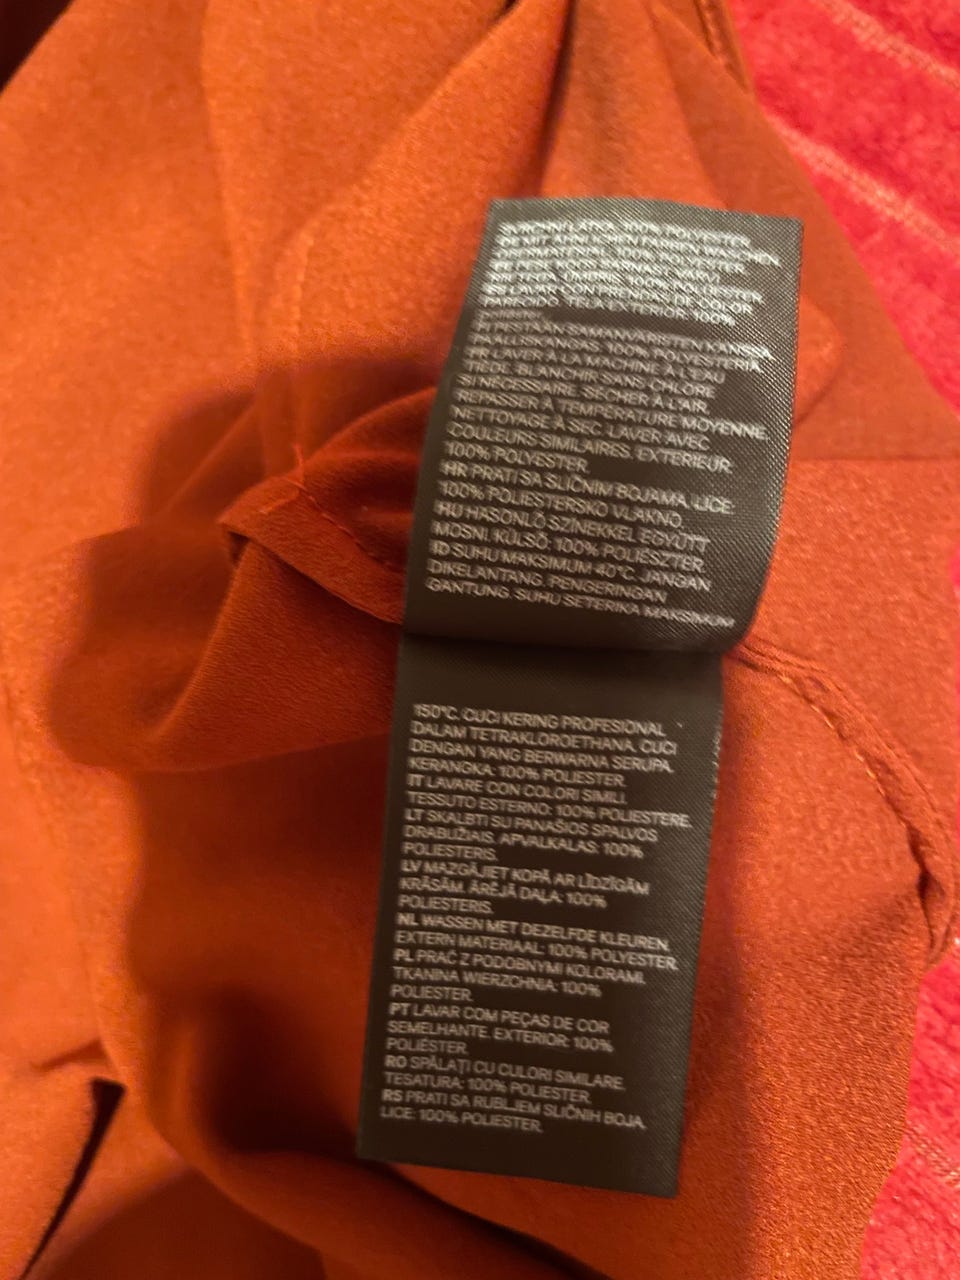 100% POLYESTER
DE MIT ÄHNLICHEN FARBEN
100% POLYESTER
ES LAVAR CON PRENDAS DE COLOR
PARECIDO. TELA EXTERIOR: 100%
FI PESTÄÄN SAMANVÄRISTEN KANSSA.
PÄÄLLISKANGAS: 100% POLYESTERIA
FR LAVER À LA MACHINE À L'EAU
TIÈDE. BLANCHIR SANS CHLORE
SI NÉCESSAIRE. SÉCHER À L'AIR.
REPASSER À TEMPÉRATURE MOYENNE.
NETTOYAGE À SEC. LAVER AVEC
COULEURS SIMILAIRES. EXTÉRIEUR:
100% POLYESTER.
HR PRATI SA SLIČNIM BOJAMA. LICE:
100% POLIESTERSKO VLAKNO.
HU HASONLÓ SZÍNEKKEL EGYÜTT
MOSNI. KÜLSŐ: 100% POLIÉSZTER.
ID SUHU MAKSIMUM 40°C. JANGAN
DIKELANTANG. PENGERINGAN
GANTUNG. SUHU SETERIKA MAKSIMUM
150°C. CUCI KERING PROFESIONAL
DALAM TETRAKLOROETHANA. CUCI
DENGAN YANG BERWARNA SERUPA.
KERANGKA: 100% POLIESTER.
IT LAVARE CON COLORI SIMILI.
TESSUTO ESTERNO: 100% POLIESTERE.
LT SKALBTI SU PANAŠIOS SPALVOS
DRABUŽIAIS. APVALKALAS: 100%
POLIESTERIS.
LV MAZGĀJIET KOPĀ AR LĪDZĪGĀM
KRĀSĀM. ĀRĒJĀ DAĻA: 100%
POLIESTERIS.
NL WASSEN MET DEZELFDE KLEUREN.
EXTERN MATERIAAL: 100% POLYESTER.
PL PRAĆ Z PODOBNYMI KOLORAMI.
TKANINA WIERZCHNIA: 100%
POLIESTER.
PT LAVAR COM PEÇAS DE COR
SEMELHANTE. EXTERIOR: 100%
POLIÉSTER.
RO SPĂLAȚI CU CULORI SIMILARE.
TESATURA: 100% POLIESTER.
RS PRATI SA RUBLJEM SLIČNIH BOJA.
LICE: 100% POLIESTER.